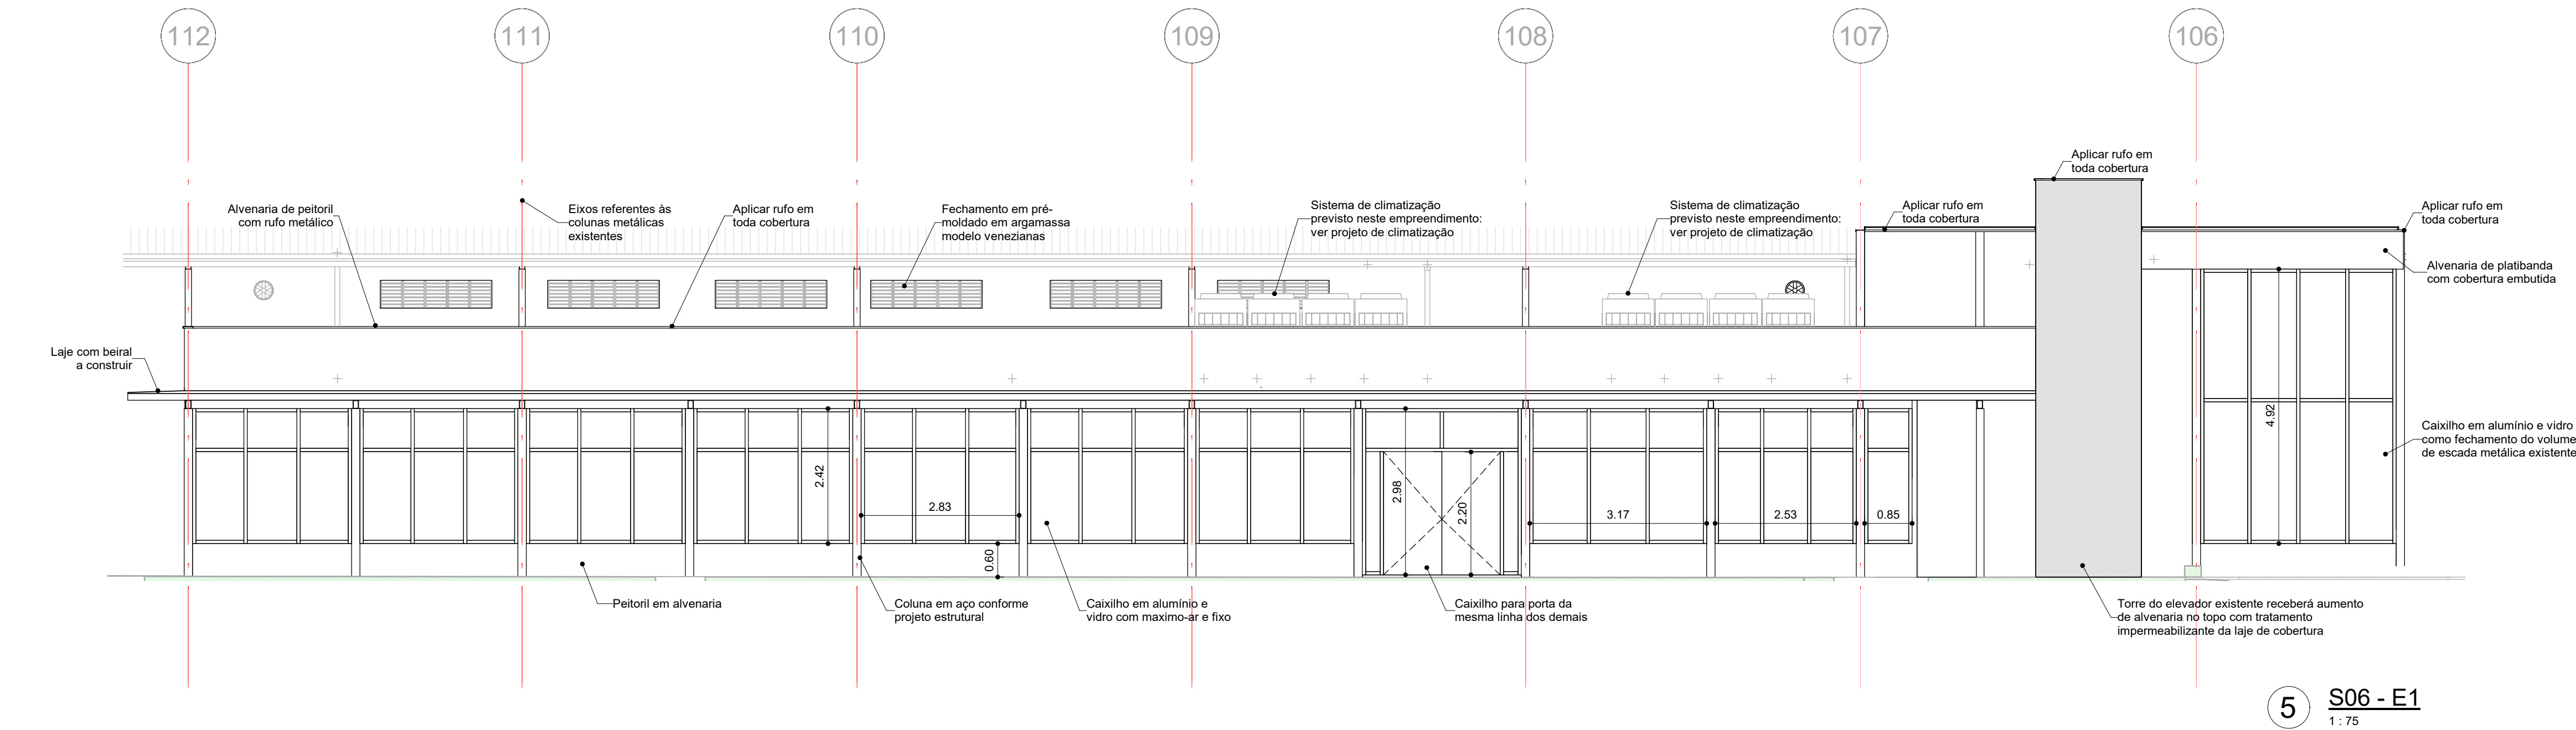 112
111
110
109
108
107
106
Aplicar rufo em
toda cobertura
Alvenaria de peitoril
com rufo metálico
Eixos referentes às
colunas metálicas
existentes
Aplicar rufo em
toda cobertura
Fechamento em pré-
moldado em argamassa
modelo venezianas
Sistema de climatização
previsto neste empreendimento:
ver projeto de climatização
Sistema de climatização
previsto neste empreendimento:
ver projeto de climatização
Aplicar rufo em
toda cobertura
Aplicar rufo em
toda cobertura
Alvenaria de platibanda
com cobertura embutida
Laje com beiral
a construir
4.92
Caixilho em alumínio e vidro
como fechamento do volume
de escada metálica existente
2.42
2.83
2.98
2.20
3.17
2.53
0.85
0.60
Peitoril em alvenaria
Coluna em aço conforme
projeto estrutural
Caixilho em alumínio e
vidro com maximo-ar e fixo
Caixilho para porta da
mesma linha dos demais
Torre do elevador existente receberá aumento
de alvenaria no topo com tratamento
impermeabilizante da laje de cobertura
5
S06 - E1
1 : 75